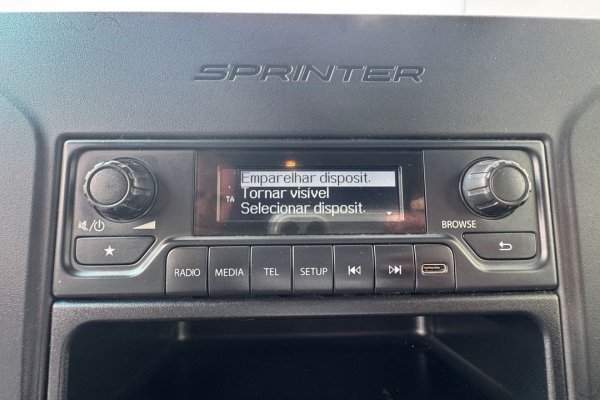 SPRINTER
Emparelhar disposit.
Tornar visível
TA
Selecionar disposit.
BROWSE
RADIO
MEDIA
TEL
SETUP